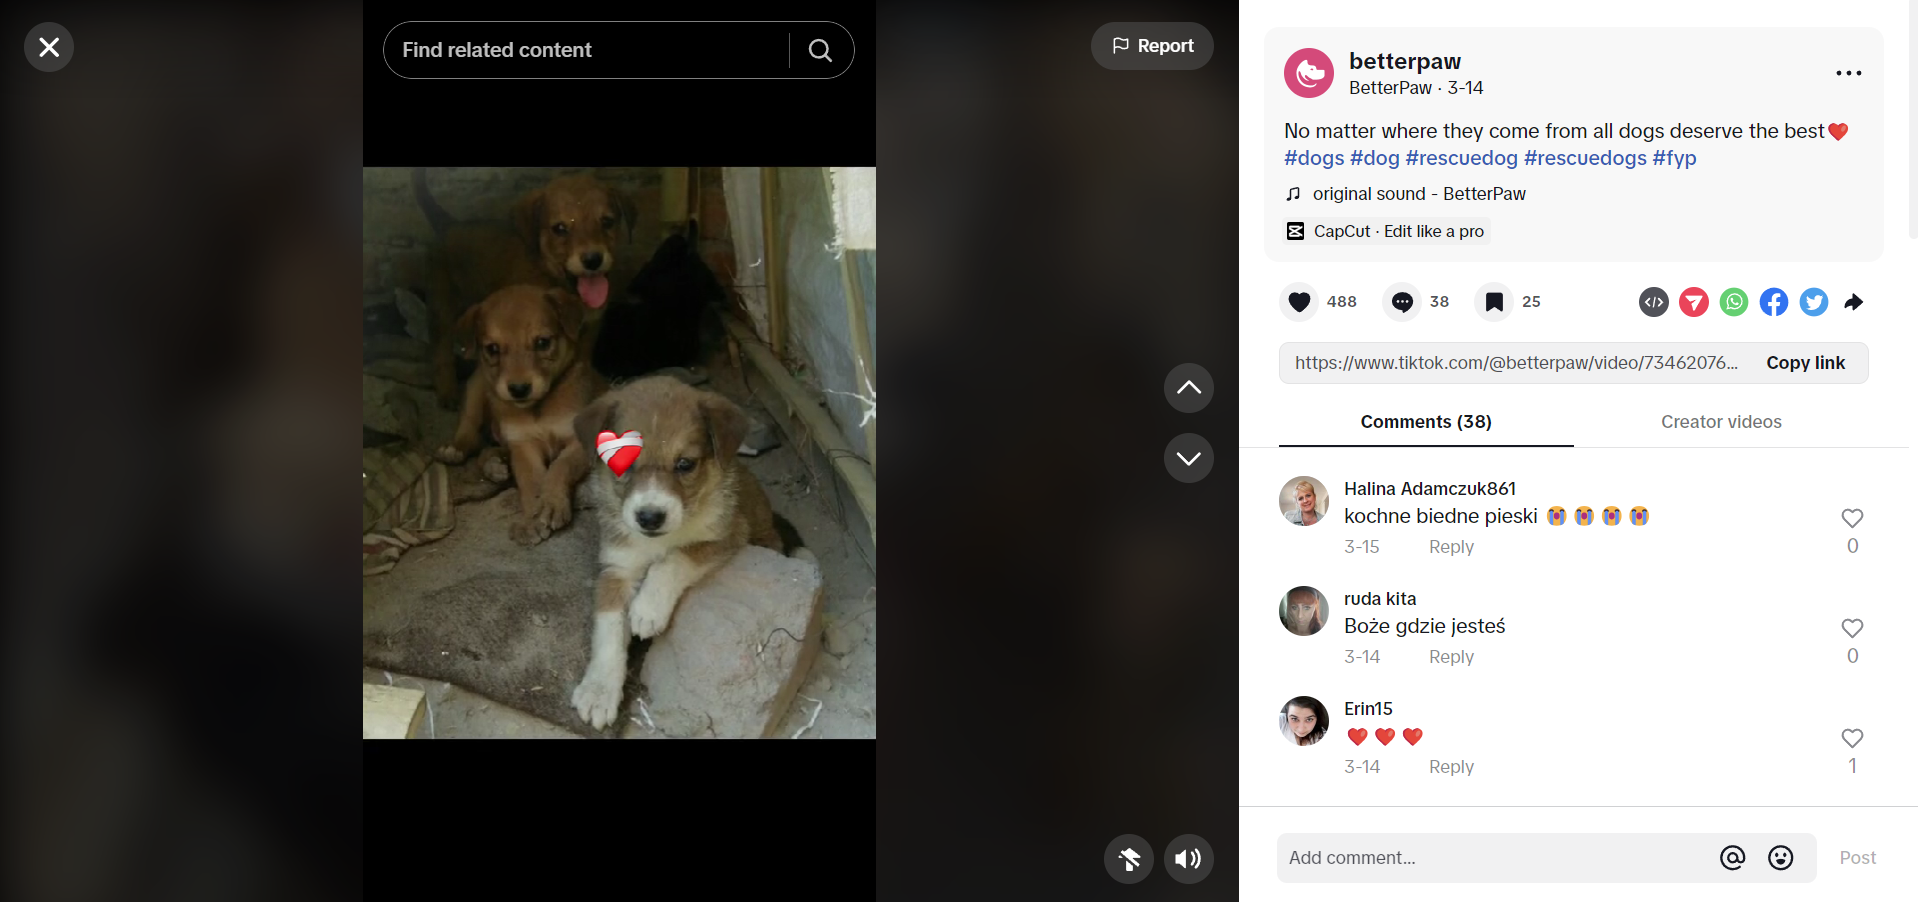 Find related content
Report
betterpaw
BetterPaw · 3-14
No matter where they come from all dogs deserve the best❤️
#dogs #dog #rescuedog #rescuedogs #fyp
original sound - BetterPaw
CapCut · Edit like a pro
488
38
25
https://www.tiktok.com/@betterpaw/video/73462076...
Copy link
Comments (38)
Creator videos
Halina Adamczuk861
kochne biedne pieski 😭 😭 😭 😭
0
3-15 Reply
ruda kita
Boże gdzie jesteś
0
3-14 Reply
Erin15
❤️ ❤️ ❤️
1
3-14 Reply
Add comment...
Post